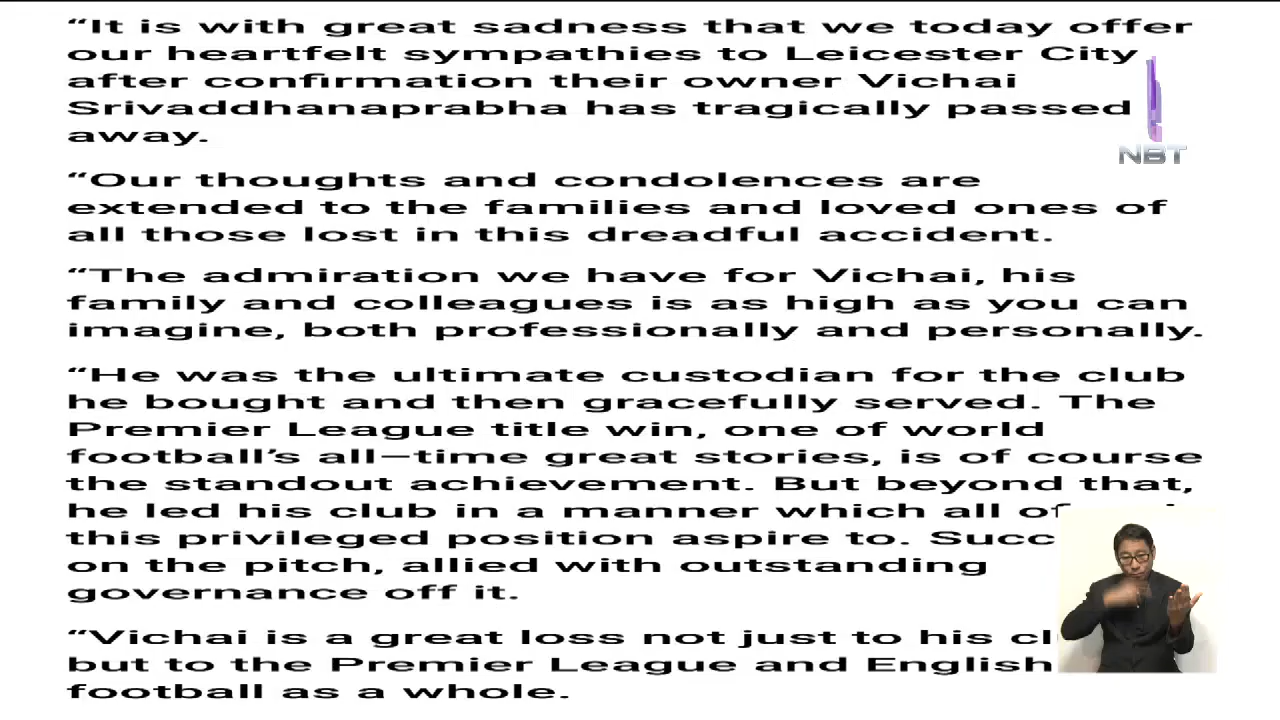 “It is with great sadness that we today offer
our heartfelt sympathies to Leicester City
after confirmation their owner Vichai
Srivaddhanaprabha has tragically passed
away.
NBT
“Our thoughts and condolences are
extended to the families and loved ones of
all those lost in this dreadful accident.
“The admiration we have for Vichai, his
family and colleagues is as high as you can
imagine, both professionally and personally.
“He was the ultimate custodian for the club
he bought and then gracefully served. The
Premier League title win, one of world
football’s all—time great stories, is of course
the standout achievement. But beyond that,
he led his club in a manner which all of
this privileged position aspire to. Succ
on the pitch, allied with outstanding
governance off it.
“Vichai is a great loss not just to his cl
but to the Premier League and English
football as a whole.